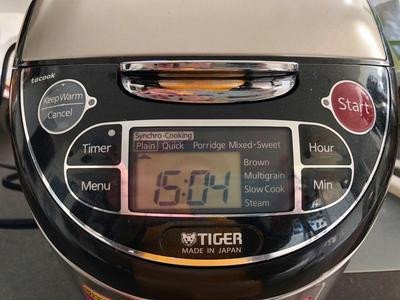 tacook
Keep Warm
Cancel
Start
Synchro-Cooking
Plain Quick Porridge Mixed·Sweet
Timer
Hour
Brown
Multigrain
Menu
Slow Cook
Min
Steam
15:04
TIGER
MADE IN JAPAN